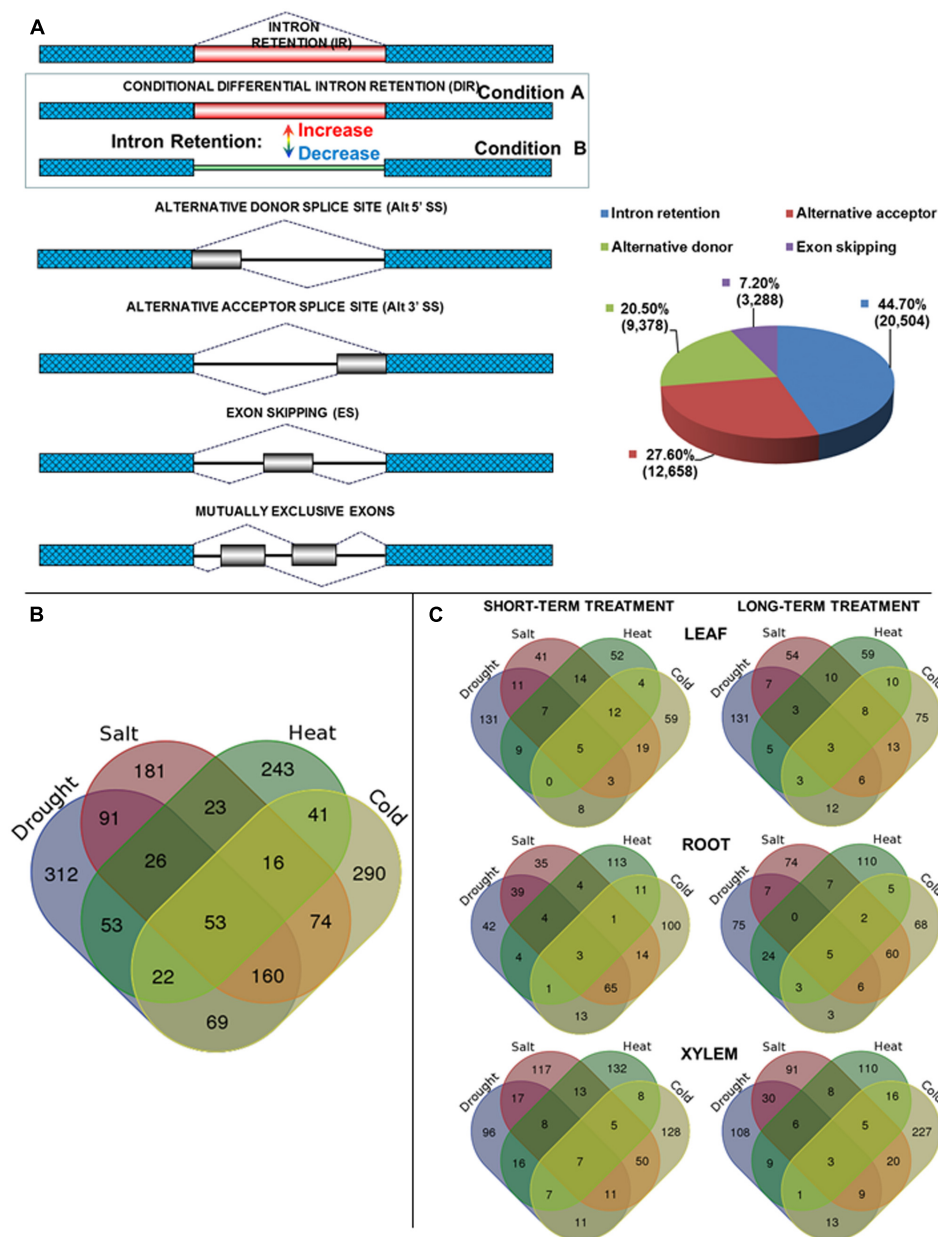 A
INTRON
RETENTION (IR)
CONDITIONAL DIFFERENTIAL INTRON RETENTION (DIR)
Condition A
Intron Retention:
Increase
Decrease
Condition B
ALTERNATIVE DONOR SPLICE SITE (Alt 5' SS)
ALTERNATIVE ACCEPTOR SPLICE SITE (Alt 3' SS)
EXON SKIPPING (ES)
MUTUALLY EXCLUSIVE EXONS
Intron retention
Alternative acceptor
Alternative donor
Exon skipping
7.20%
(3,288)
20.50%
(9,378)
44.70%
(20,504)
27.60%
(12,658)
B
Salt
Heat
Drought
Cold
181
243
91
23
41
312
26
16
290
53
53
74
22
160
69
C
SHORT-TERM TREATMENT
LONG-TERM TREATMENT
LEAF
Salt
Heat
Drought
Cold
41
52
11
14
4
131
7
12
59
9
5
19
0
3
8
Salt
Heat
Drought
Cold
54
59
7
10
10
131
3
8
75
5
3
13
3
6
12
ROOT
Salt
Heat
Drought
Cold
35
113
39
4
11
42
4
1
100
4
3
14
1
65
13
Salt
Heat
Drought
Cold
74
110
7
7
5
75
0
2
68
24
5
60
3
6
3
XYLEM
Salt
Heat
Drought
Cold
117
132
17
13
8
96
8
5
128
16
7
50
7
11
11
Salt
Heat
Drought
Cold
91
110
30
8
16
108
6
5
227
9
3
20
1
9
13